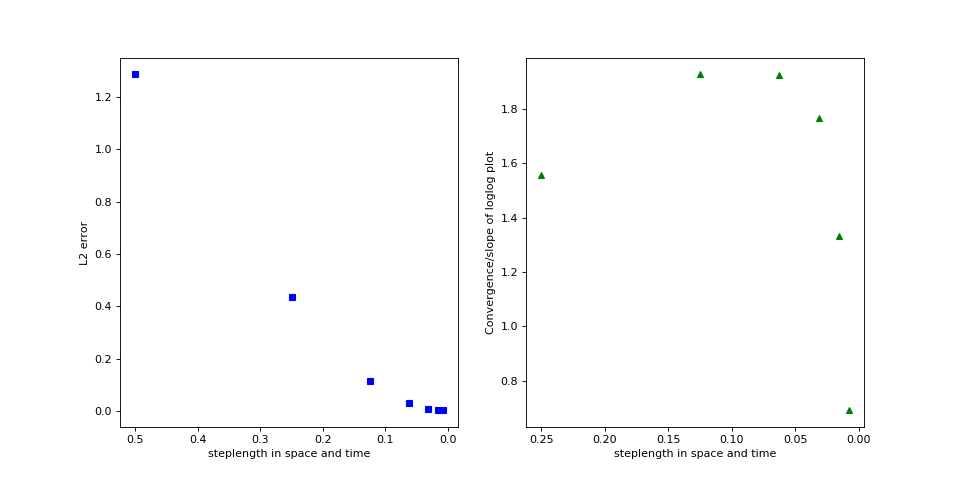 L2 error
1.2
1.0
0.8
0.6
0.4
0.2
0.0
0.5 0.4 0.3 0.2 0.1 0.0
steplength in space and time
Convergence/slope of loglog plot
1.8
1.6
1.4
1.2
1.0
0.8
0.25 0.20 0.15 0.10 0.05 0.00
steplength in space and time